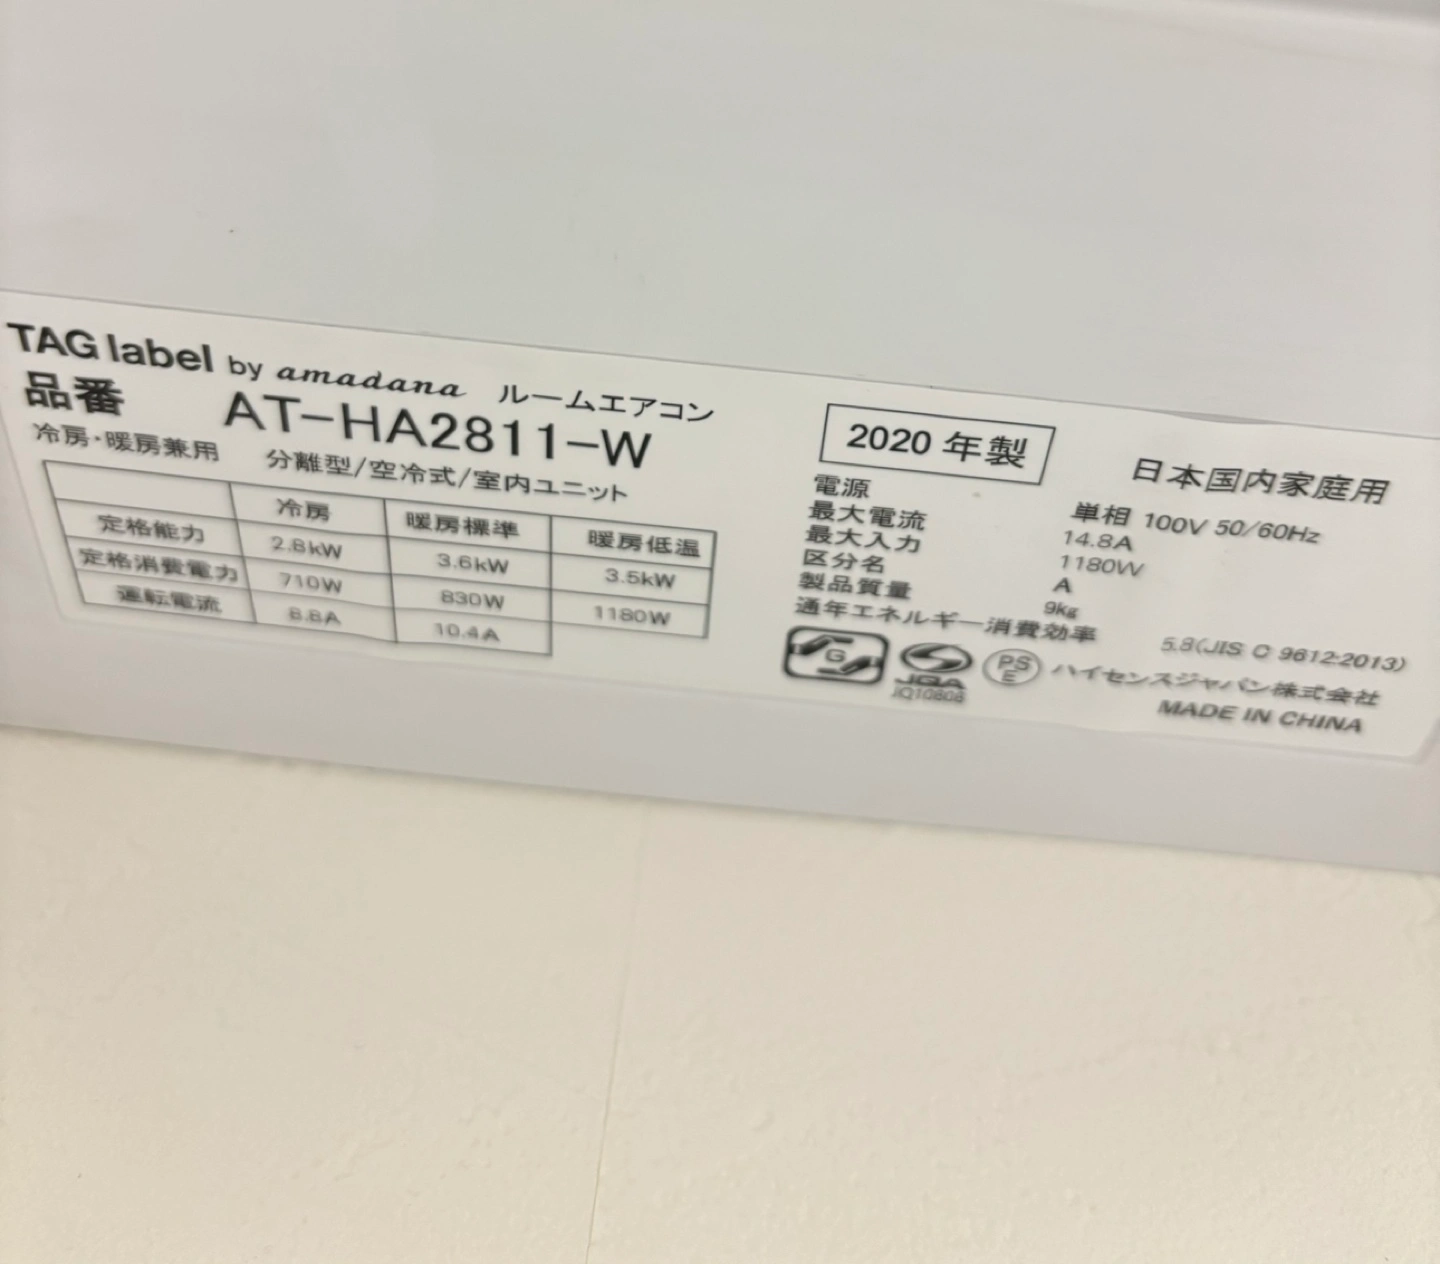 TAG label by amadana ルームエアコン
品番 AT-HA2811-W
冷房・暖房兼用 分離型/空冷式/室内ユニット
冷房 暖房標準 暖房低温
定格能力 2.8kW 3.6kW 3.5kW
定格消費電力 710W 830W 1180W
運転電流 8.8A 10.4A
2020年製 日本国内家庭用
電源 単相 100V 50/60Hz
最大電流 14.8A
最大入力 1180W
区分名 A
製品質量 9kg
通年エネルギー消費効率 5.8(JIS C 9612:2013)
G JQA PSE ハイセンスジャパン株式会社
JQ10808 MADE IN CHINA